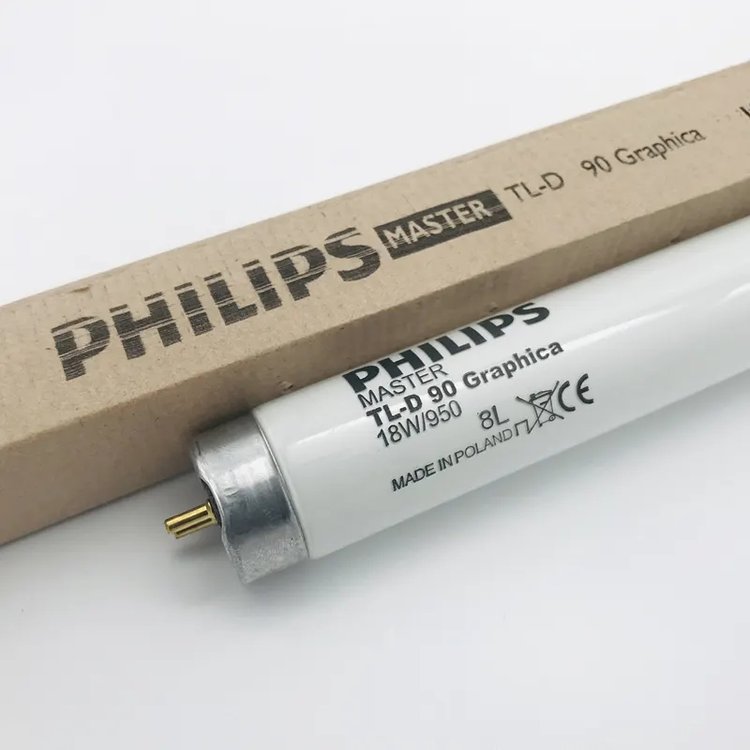 PHILIPS MASTER TL-D 90 Graphica
PHILIPS
MASTER
TL-D 90 Graphica
18W/950 8L CE
MADE IN POLAND